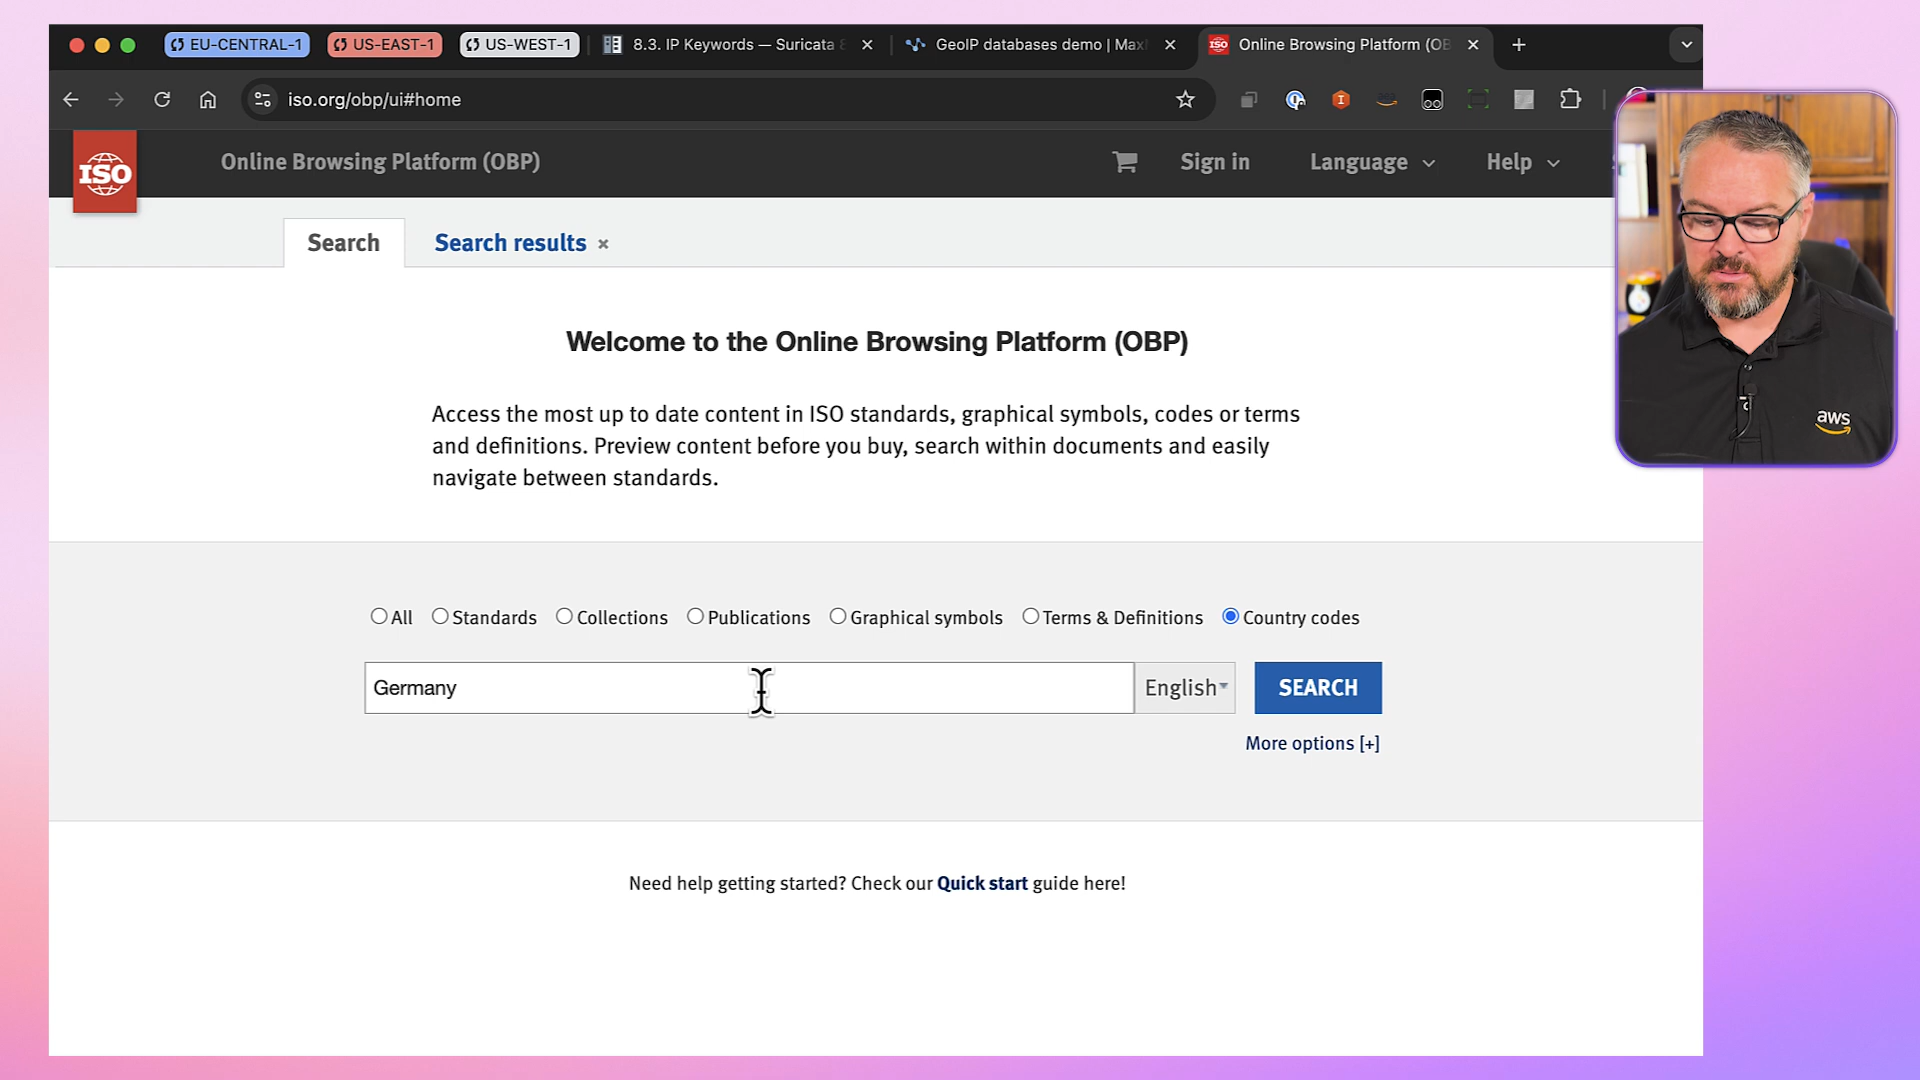 EU-CENTRAL-1
US-EAST-1
US-WEST-1
8.3. IP Keywords — Suricata 8
GeoIP databases demo | Max
Online Browsing Platform (OB
iso.org/obp/ui#home
ISO
Online Browsing Platform (OBP)
Sign in
Language
Help
Search
Search results
Welcome to the Online Browsing Platform (OBP)
Access the most up to date content in ISO standards, graphical symbols, codes or terms
and definitions. Preview content before you buy, search within documents and easily
navigate between standards.
All
Standards
Collections
Publications
Graphical symbols
Terms & Definitions
Country codes
Germany
English
SEARCH
More options [+]
Need help getting started? Check our Quick start guide here!
aws